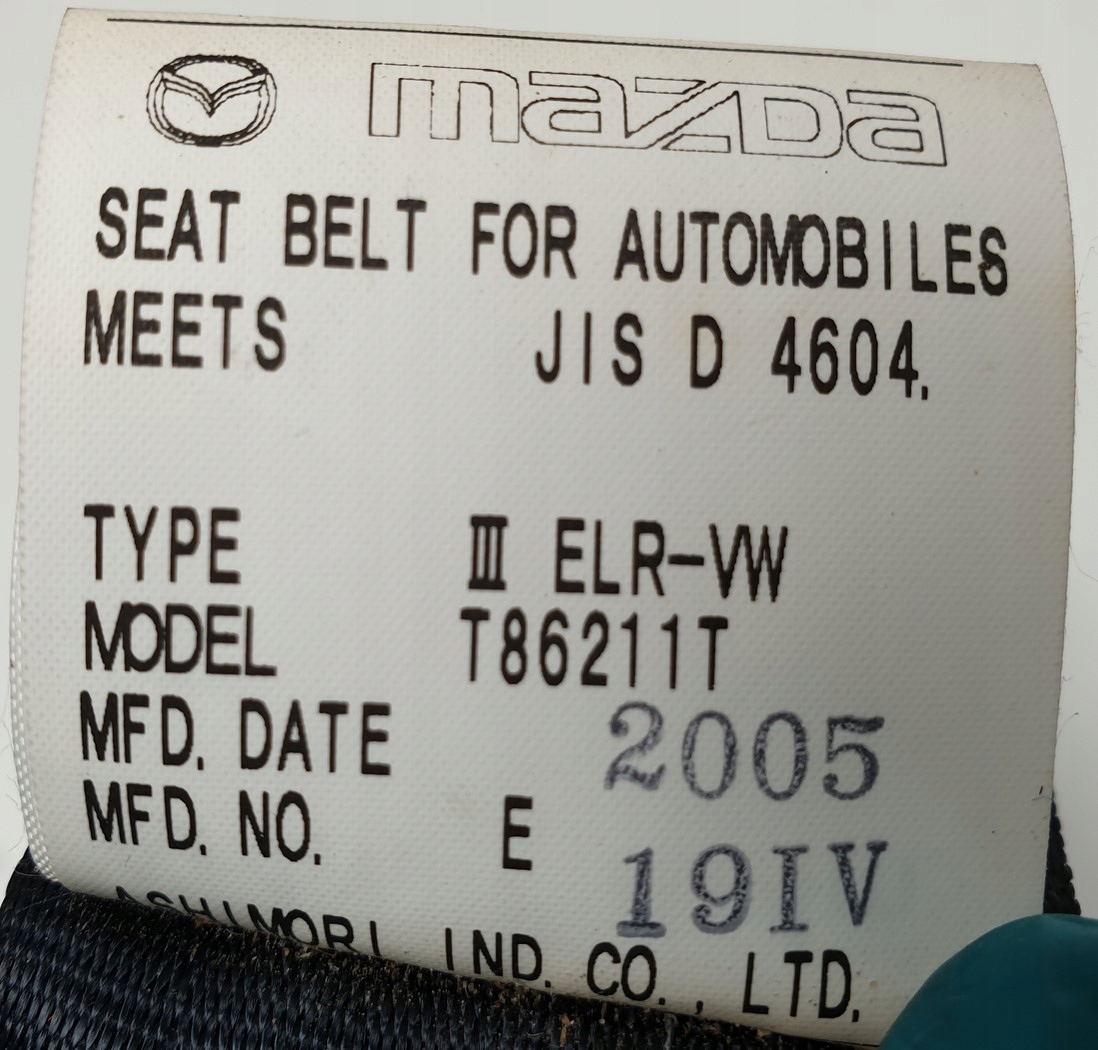 mazda
SEAT BELT FOR AUTOMOBILES
MEETS JIS D 4604.
TYPE Ⅲ ELR-VW
MODEL T86211T
MFD. DATE 2005
MFD. NO. E 19IV
ASHIMORI IND. CO., LTD.